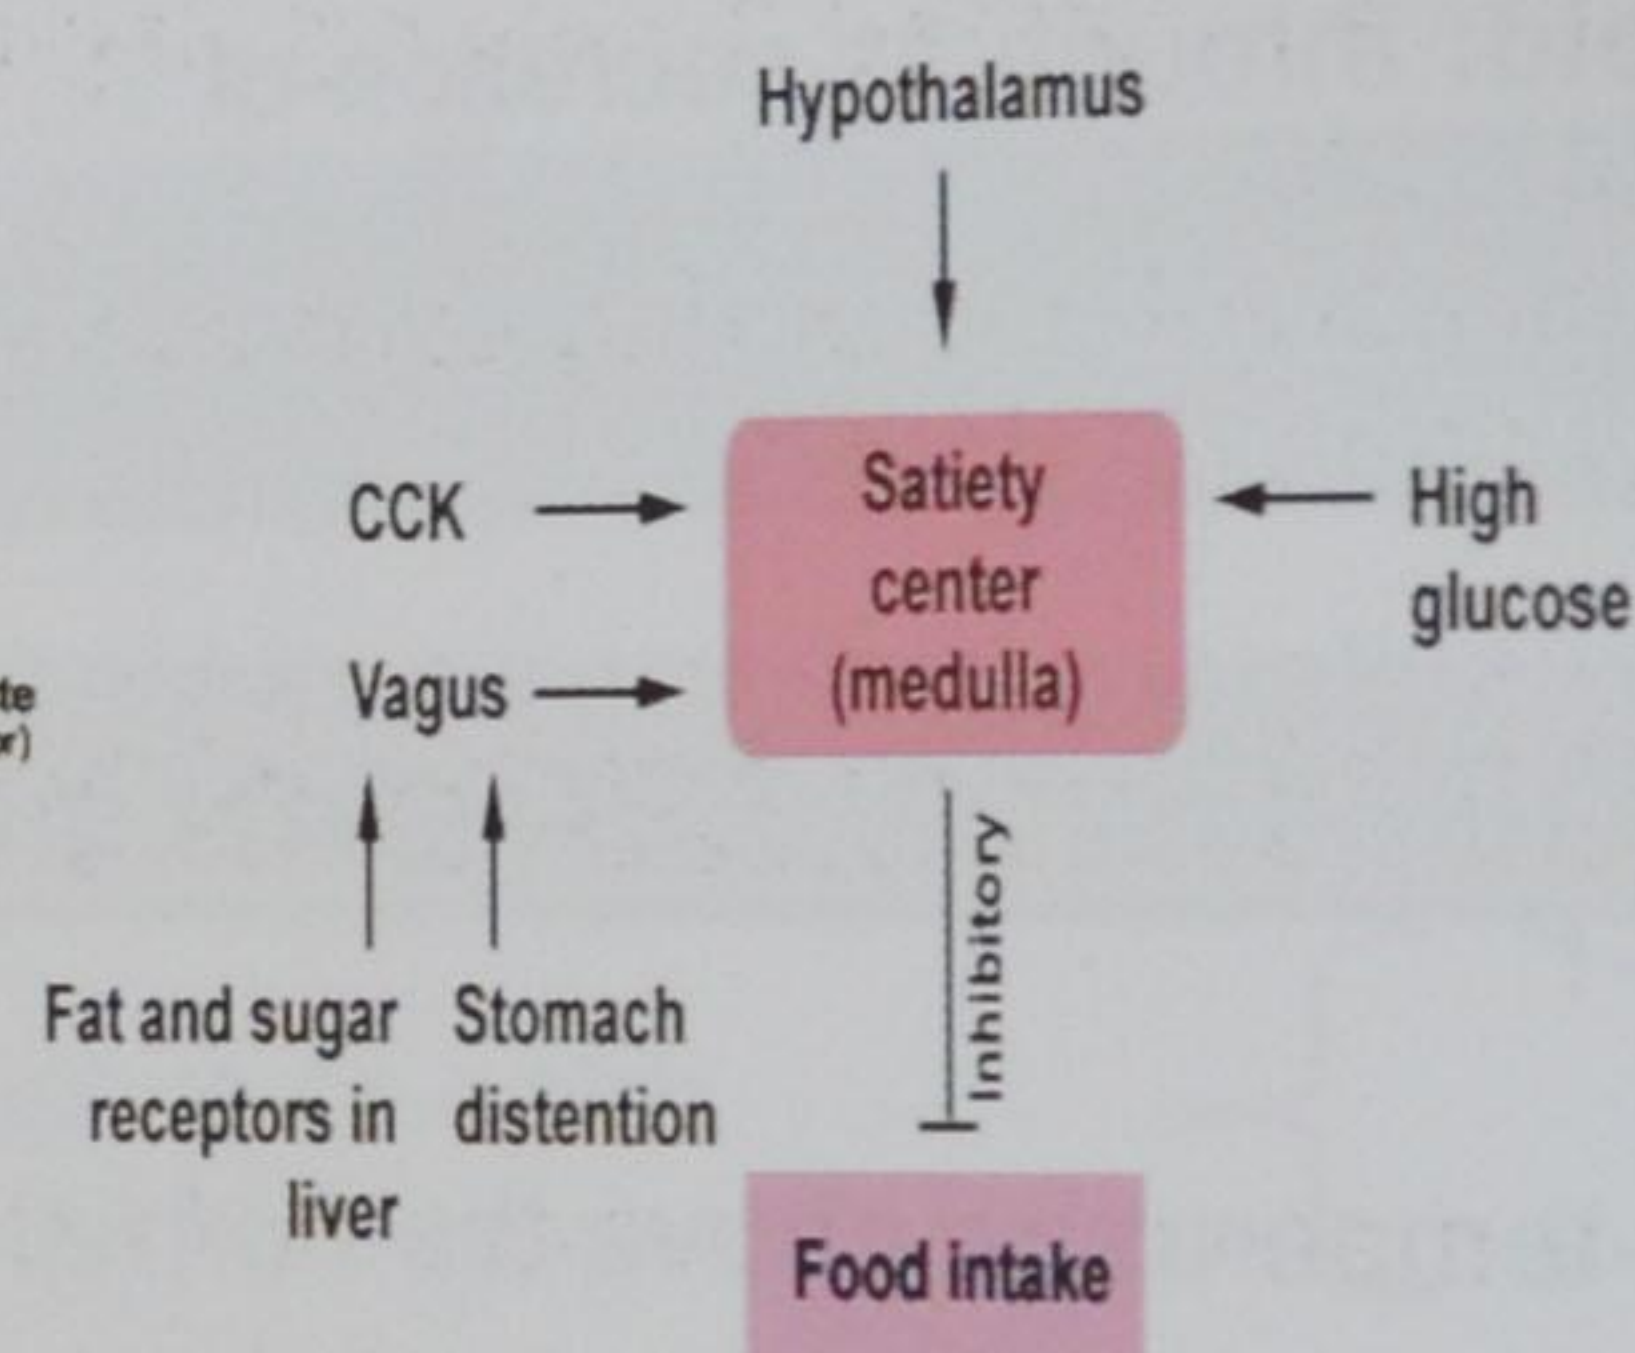 Hypothalamus
CCK
Satiety
center
(medulla)
High
glucose
Vagus
Inhibitory
Fat and sugar
receptors in
liver
Stomach
distention
Food intake